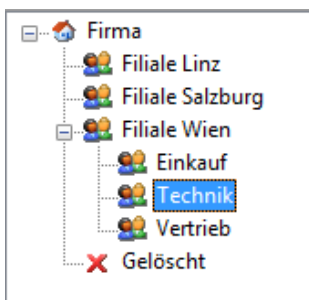 Firma
Filiale Linz
Filiale Salzburg
Filiale Wien
Einkauf
Technik
Vertrieb
Gelöscht